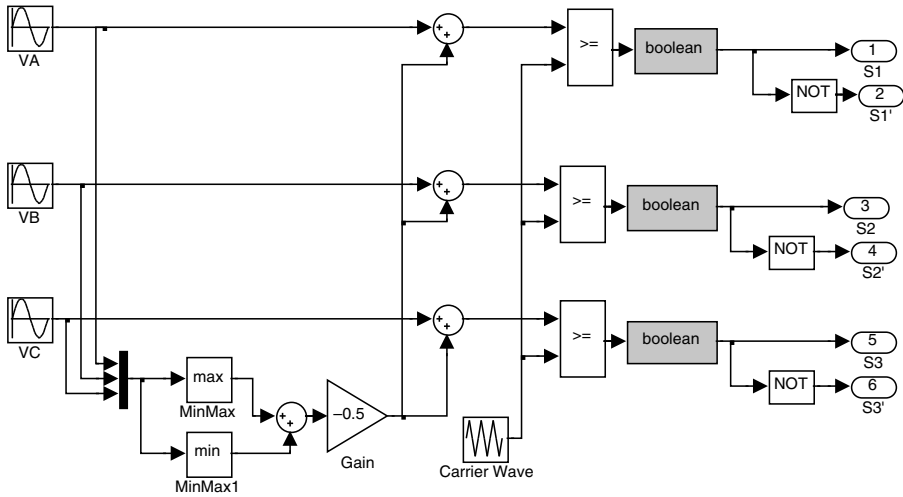 VA
+
+
>=
boolean
1
S1
NOT
2
S1'
VB
+
+
>=
boolean
3
S2
NOT
4
S2'
VC
+
+
>=
boolean
5
S3
NOT
6
S3'
max
MinMax
+
+
−0.5
Gain
min
MinMax1
Carrier Wave